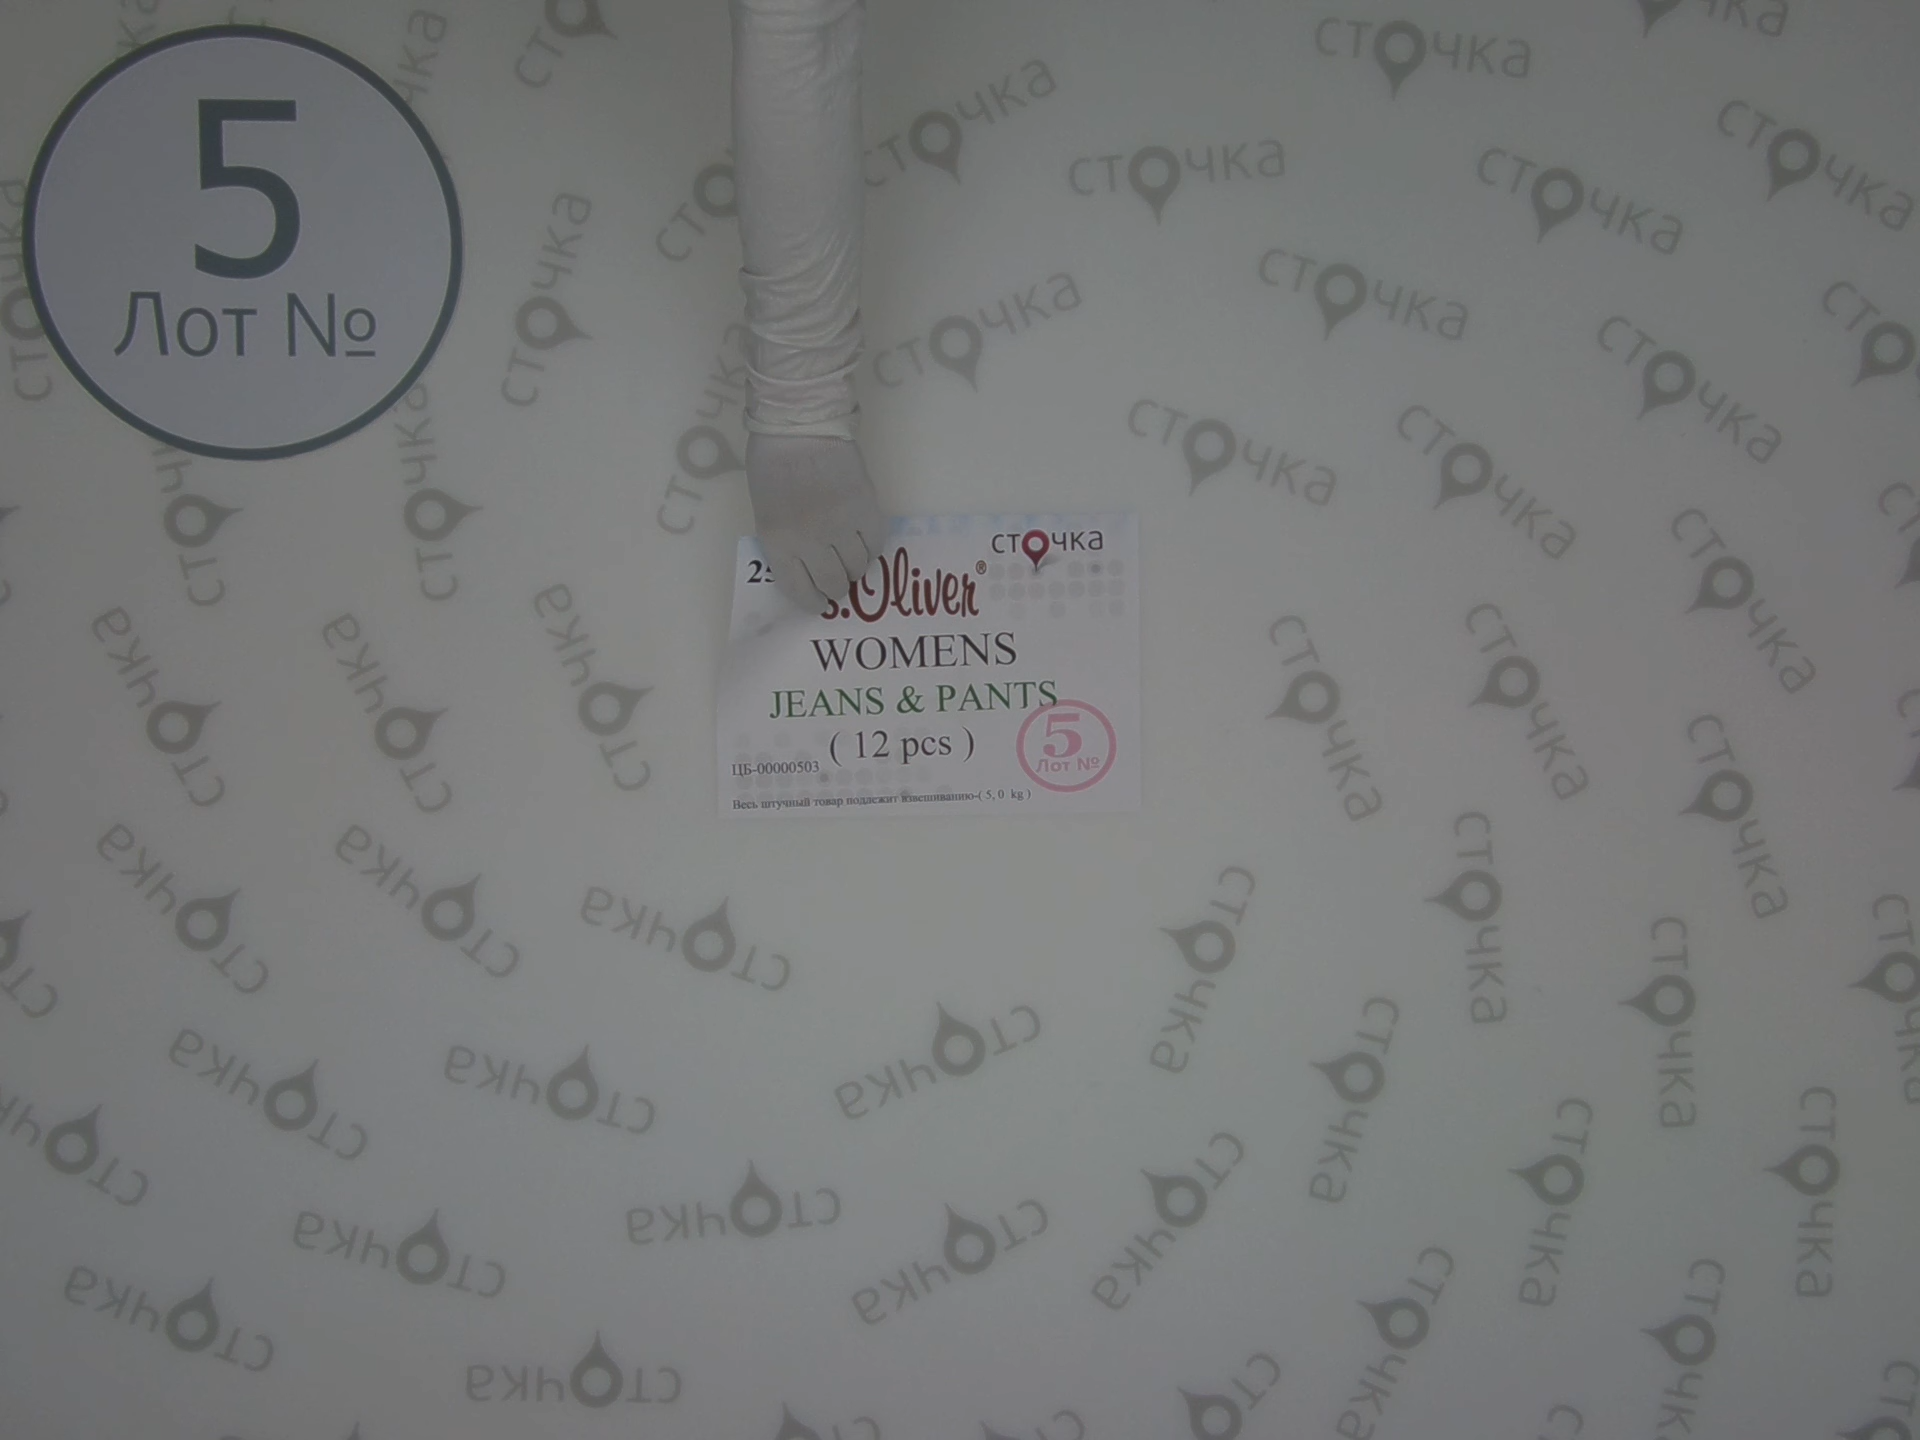 5
Лот №
сточка
s.Oliver®
WOMENS
JEANS & PANTS
( 12 pcs )
5
Лот №
ЦБ-00000503
Весь штучный товар подлежит взвешиванию-( 5, 0 kg )